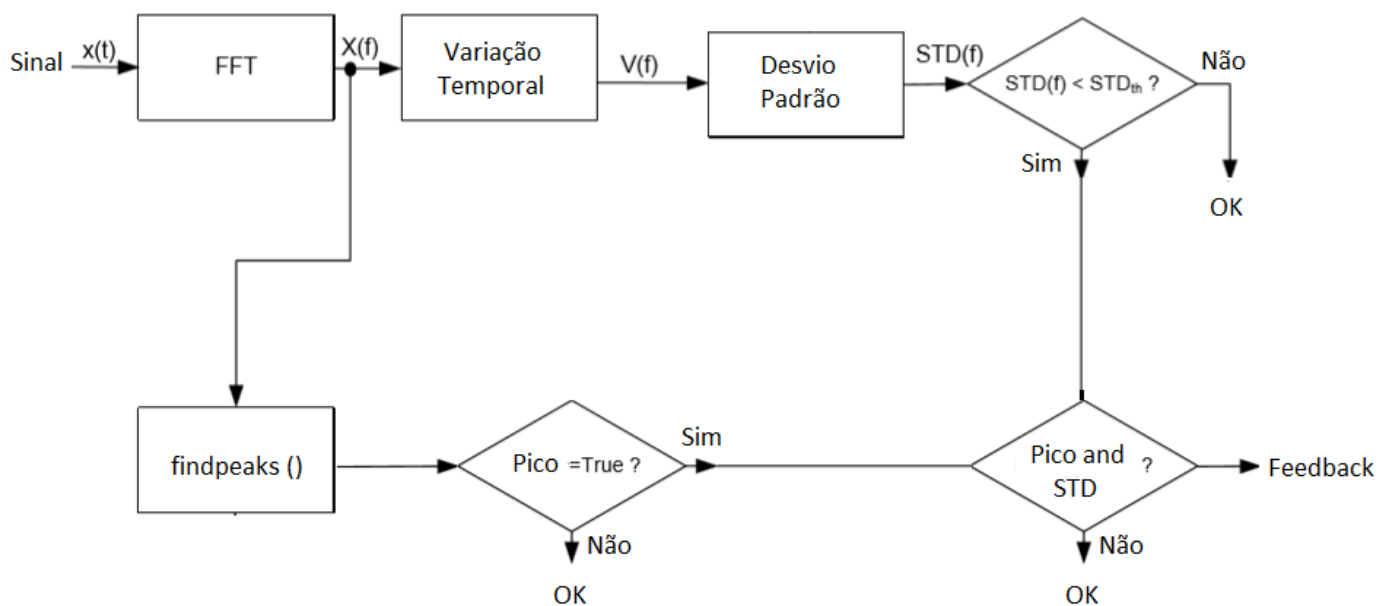 Sinal
x(t)
FFT
X(f)
Variação
Temporal
V(f)
Desvio
Padrão
STD(f)
STD(f) < STDth ?
Não
OK
Sim
findpeaks ()
Pico =True ?
Sim
Não
OK
Pico and ?
STD
Feedback
Não
OK